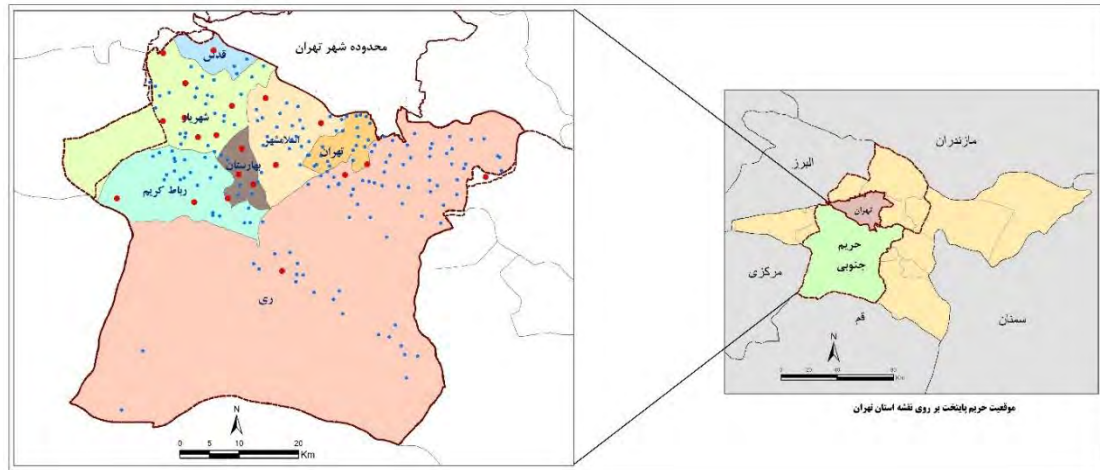 محدوده شهر تهران
قدس
شهریار
اسلامشهر
تهران
بهارستان
رباط کریم
ری
N
0 5 10 20
Km
مازندران
البرز
تهران
حریم
جنوبی
مرکزی
سمنان
قم
N
Km
موقعیت حریم پایتخت بر روی نقشه استان تهران